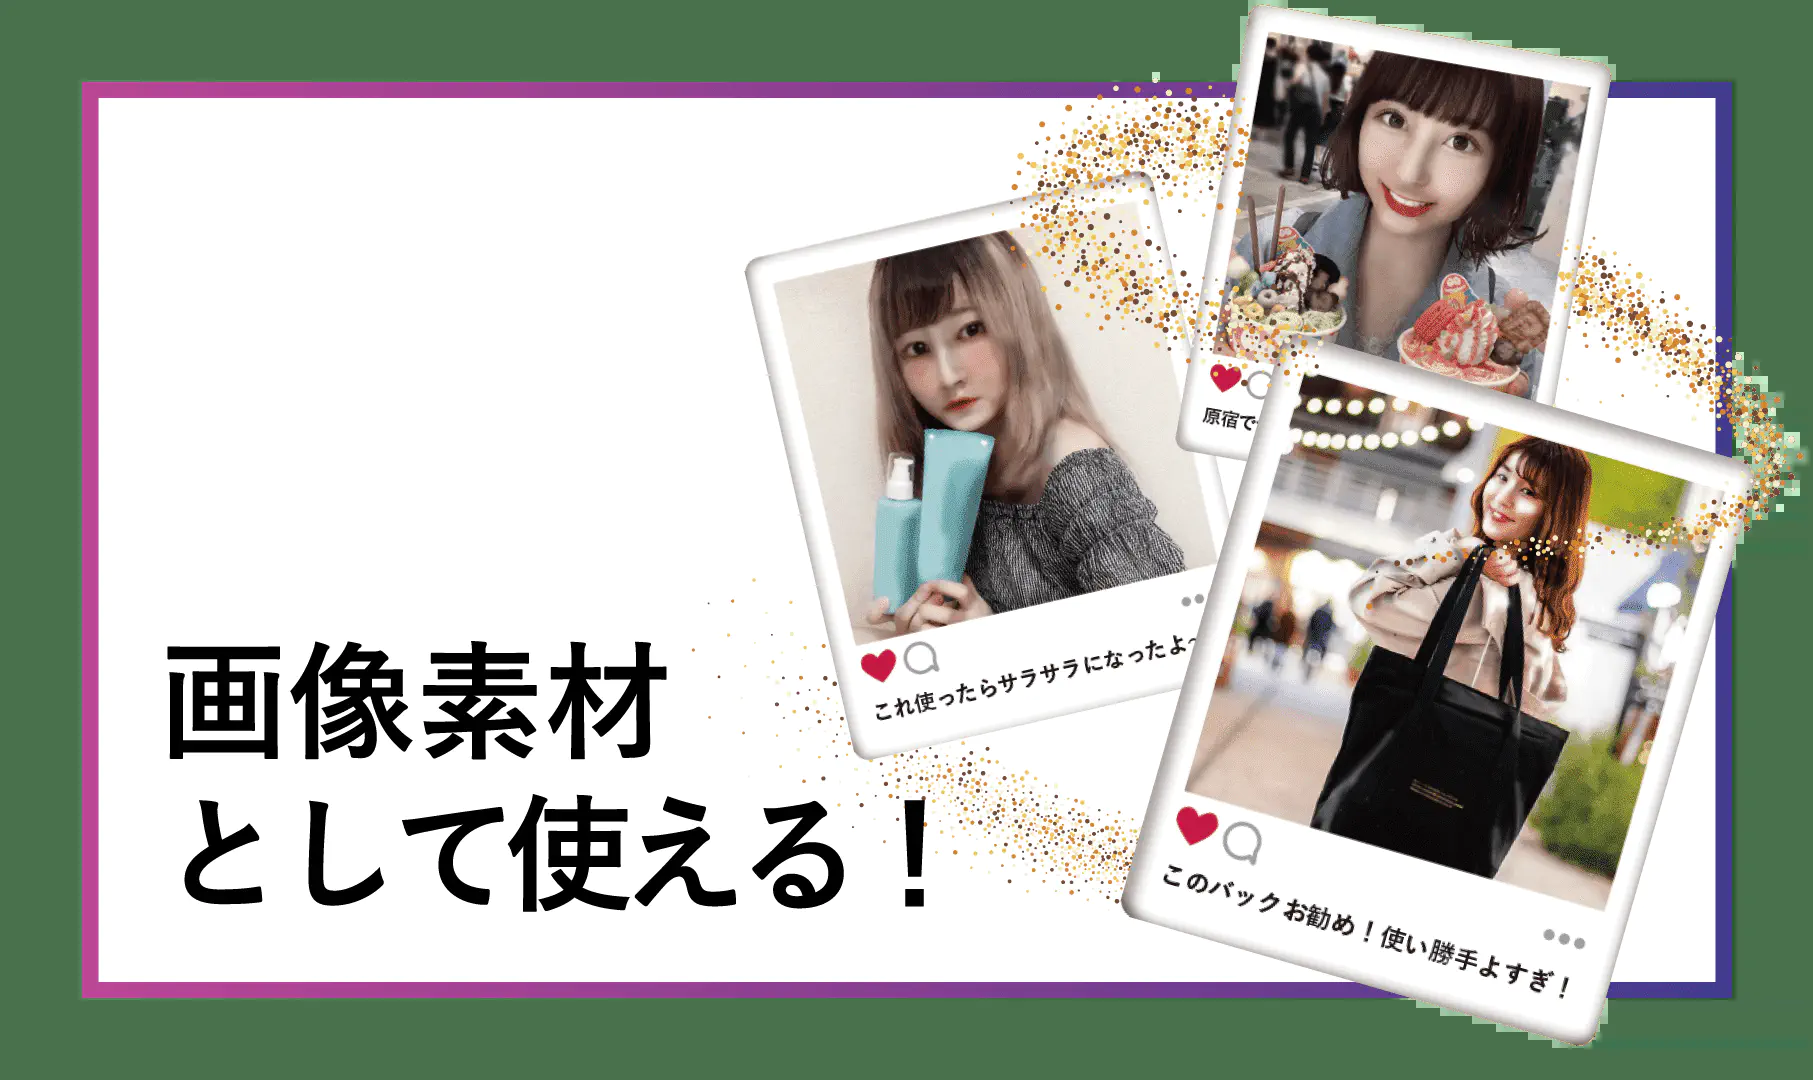 原宿で
これ使ったらサラサラになったよ
画像素材
として使える！
このバックお勧め！使い勝手よすぎ！